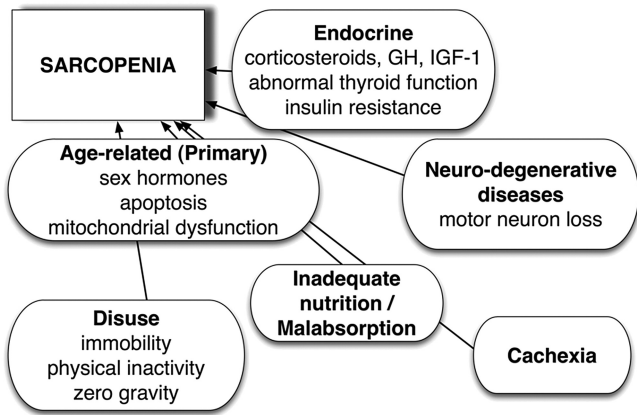 SARCOPENIA
Endocrine
corticosteroids, GH, IGF-1
abnormal thyroid function
insulin resistance
Age-related (Primary)
sex hormones
apoptosis
mitochondrial dysfunction
Neuro-degenerative
diseases
motor neuron loss
Inadequate
nutrition /
Malabsorption
Disuse
immobility
physical inactivity
zero gravity
Cachexia